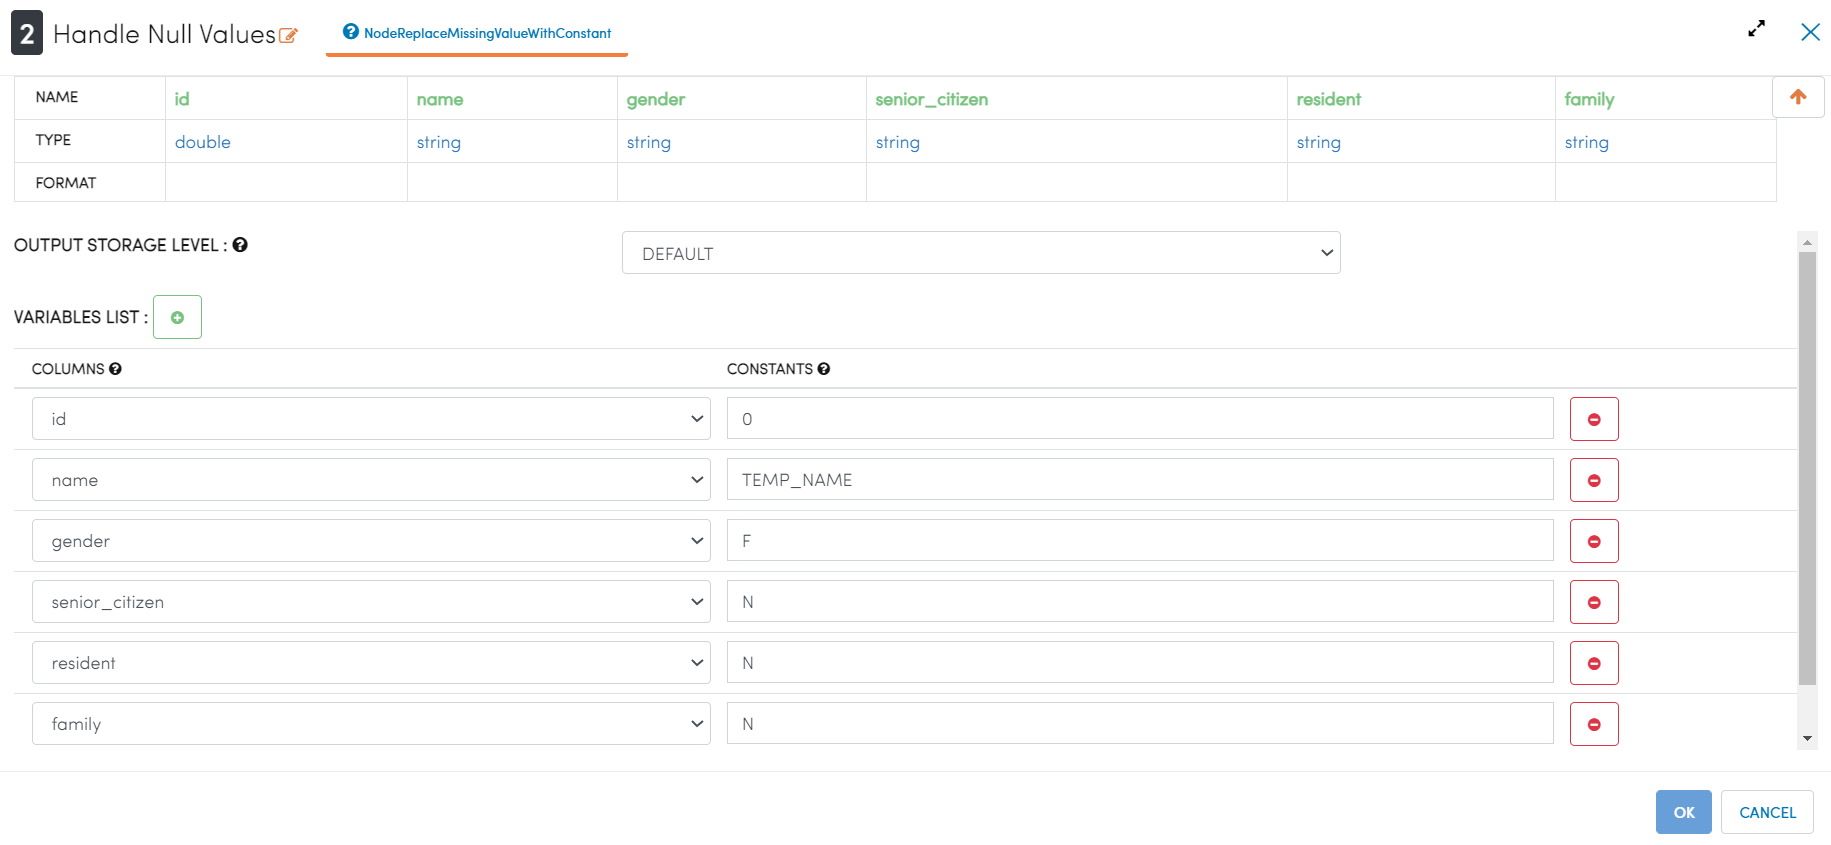 2 Handle Null Values NodeReplaceMissingValueWithConstant
NAME id name gender senior_citizen resident family
TYPE double string string string string string
FORMAT
OUTPUT STORAGE LEVEL : DEFAULT
VARIABLES LIST :
COLUMNS CONSTANTS
id 0
name TEMP_NAME
gender F
senior_citizen N
resident N
family N
OK CANCEL